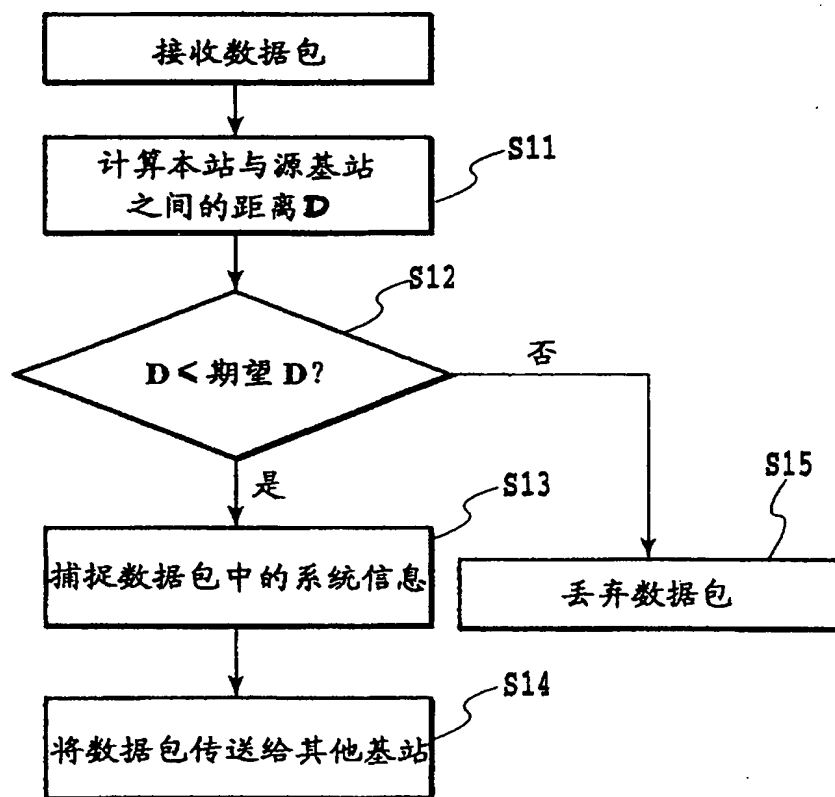 接收数据包
S11
计算本站与源基站
之间的距离D
S12
D<期望 D?
否
是
S13
S15
捕捉数据包中的系统信息
丢弃数据包
S14
将数据包传送给其他基站